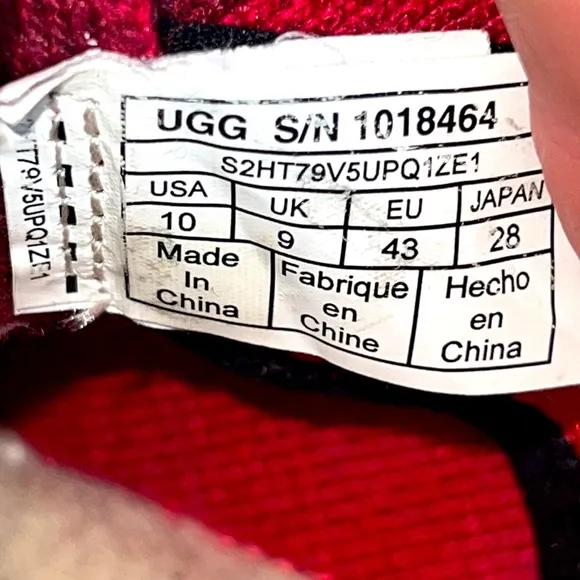 UGG S/N 1018464
S2HT79V5UPQ1ZE1
USA UK EU JAPAN
10 9 43 28
Made
In
China
Fabrique
en
Chine
Hecho
en
China
T79V5UPQ1ZE1